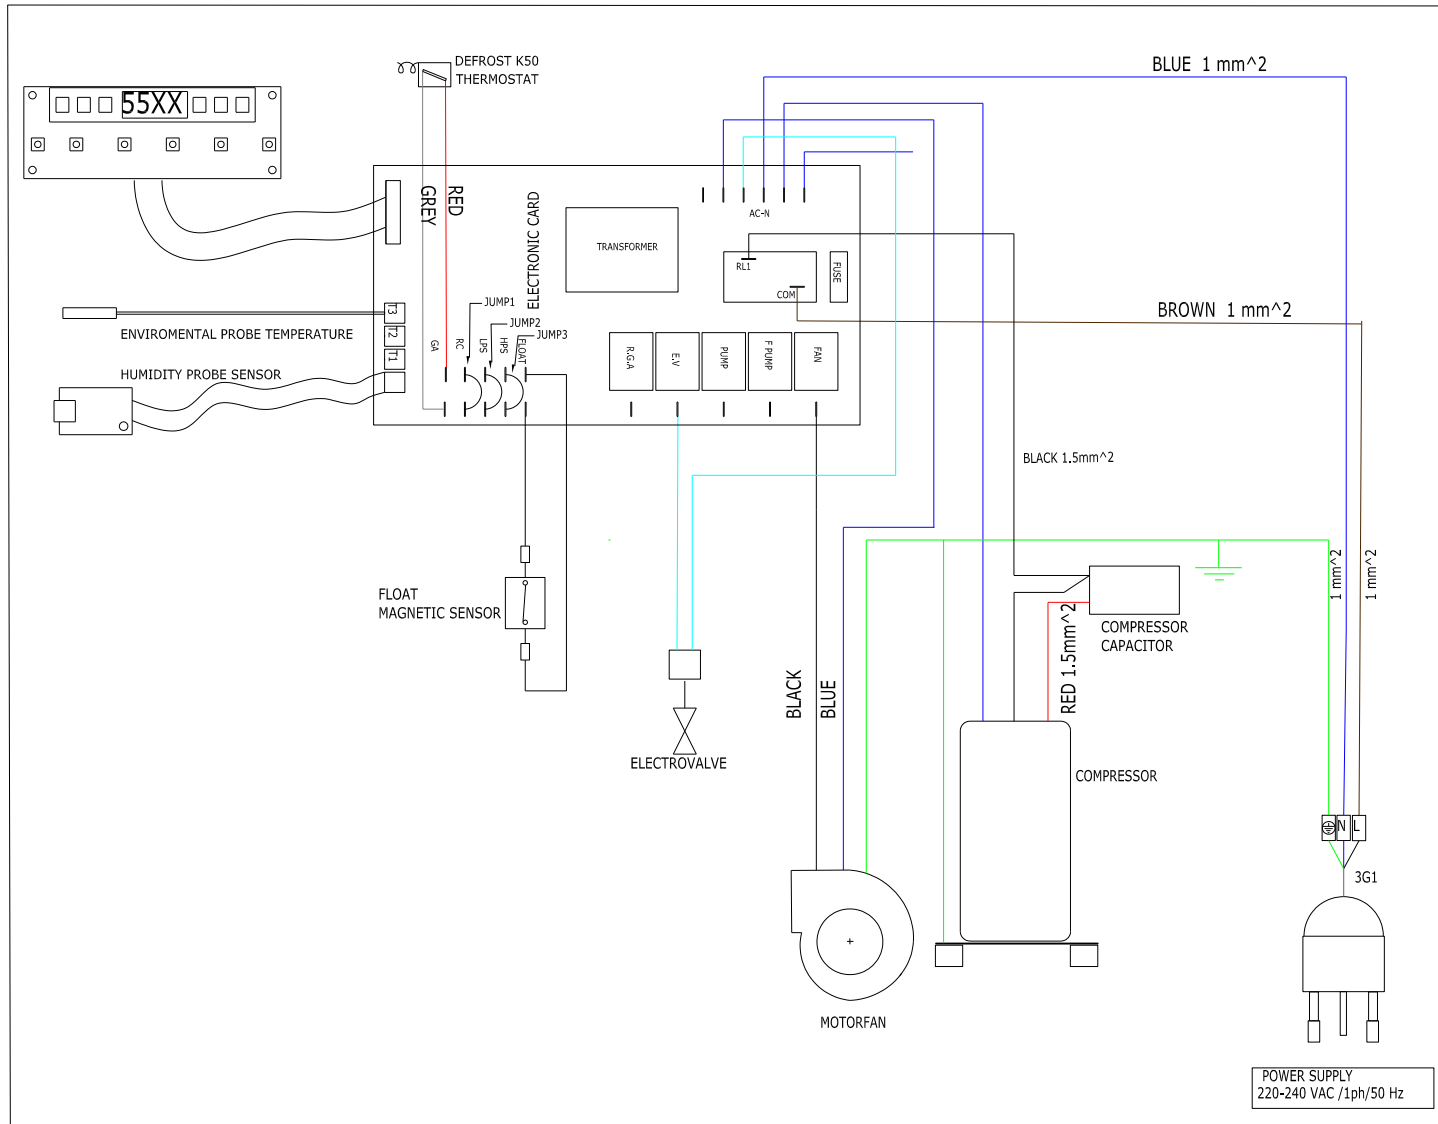 DEFROST K50
THERMOSTAT
BLUE 1 mm^2
55XX
RED
GREY
ELECTRONIC CARD
TRANSFORMER
AC-N
RL1
COM
FUSE
BROWN 1 mm^2
T3
T2
T1
ENVIROMENTAL PROBE TEMPERATURE
HUMIDITY PROBE SENSOR
JUMP1
JUMP2
JUMP3
GA
RC
LPS
HPS
FLOAT
R.G.A
E.V
PUMP
F PUMP
FAN
BLACK 1.5mm^2
1 mm^2
1 mm^2
FLOAT
MAGNETIC SENSOR
COMPRESSOR
CAPACITOR
RED 1.5mm^2
BLACK
BLUE
ELECTROVALVE
COMPRESSOR
N
L
3G1
MOTORFAN
POWER SUPPLY
220-240 VAC /1ph/50 Hz